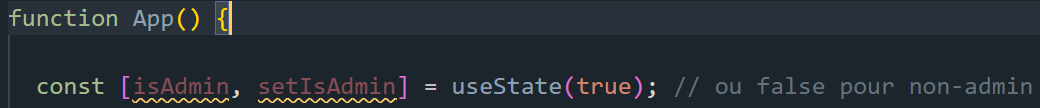 function App() {
const [isAdmin, setIsAdmin] = useState(true); // ou false pour non-admin